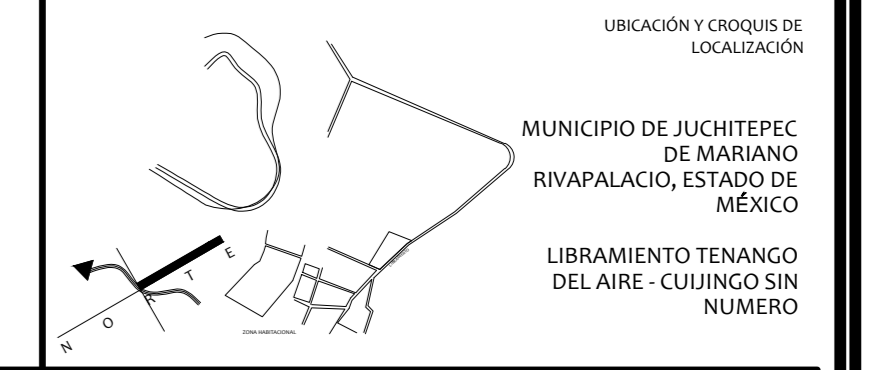 UBICACIÓN Y CROQUIS DE
LOCALIZACIÓN
MUNICIPIO DE JUCHITEPEC
DE MARIANO
RIVAPALACIO, ESTADO DE
MÉXICO
LIBRAMIENTO TENANGO
DEL AIRE - CUIJINGO SIN
NUMERO
NORTE
ZONA HABITACIONAL